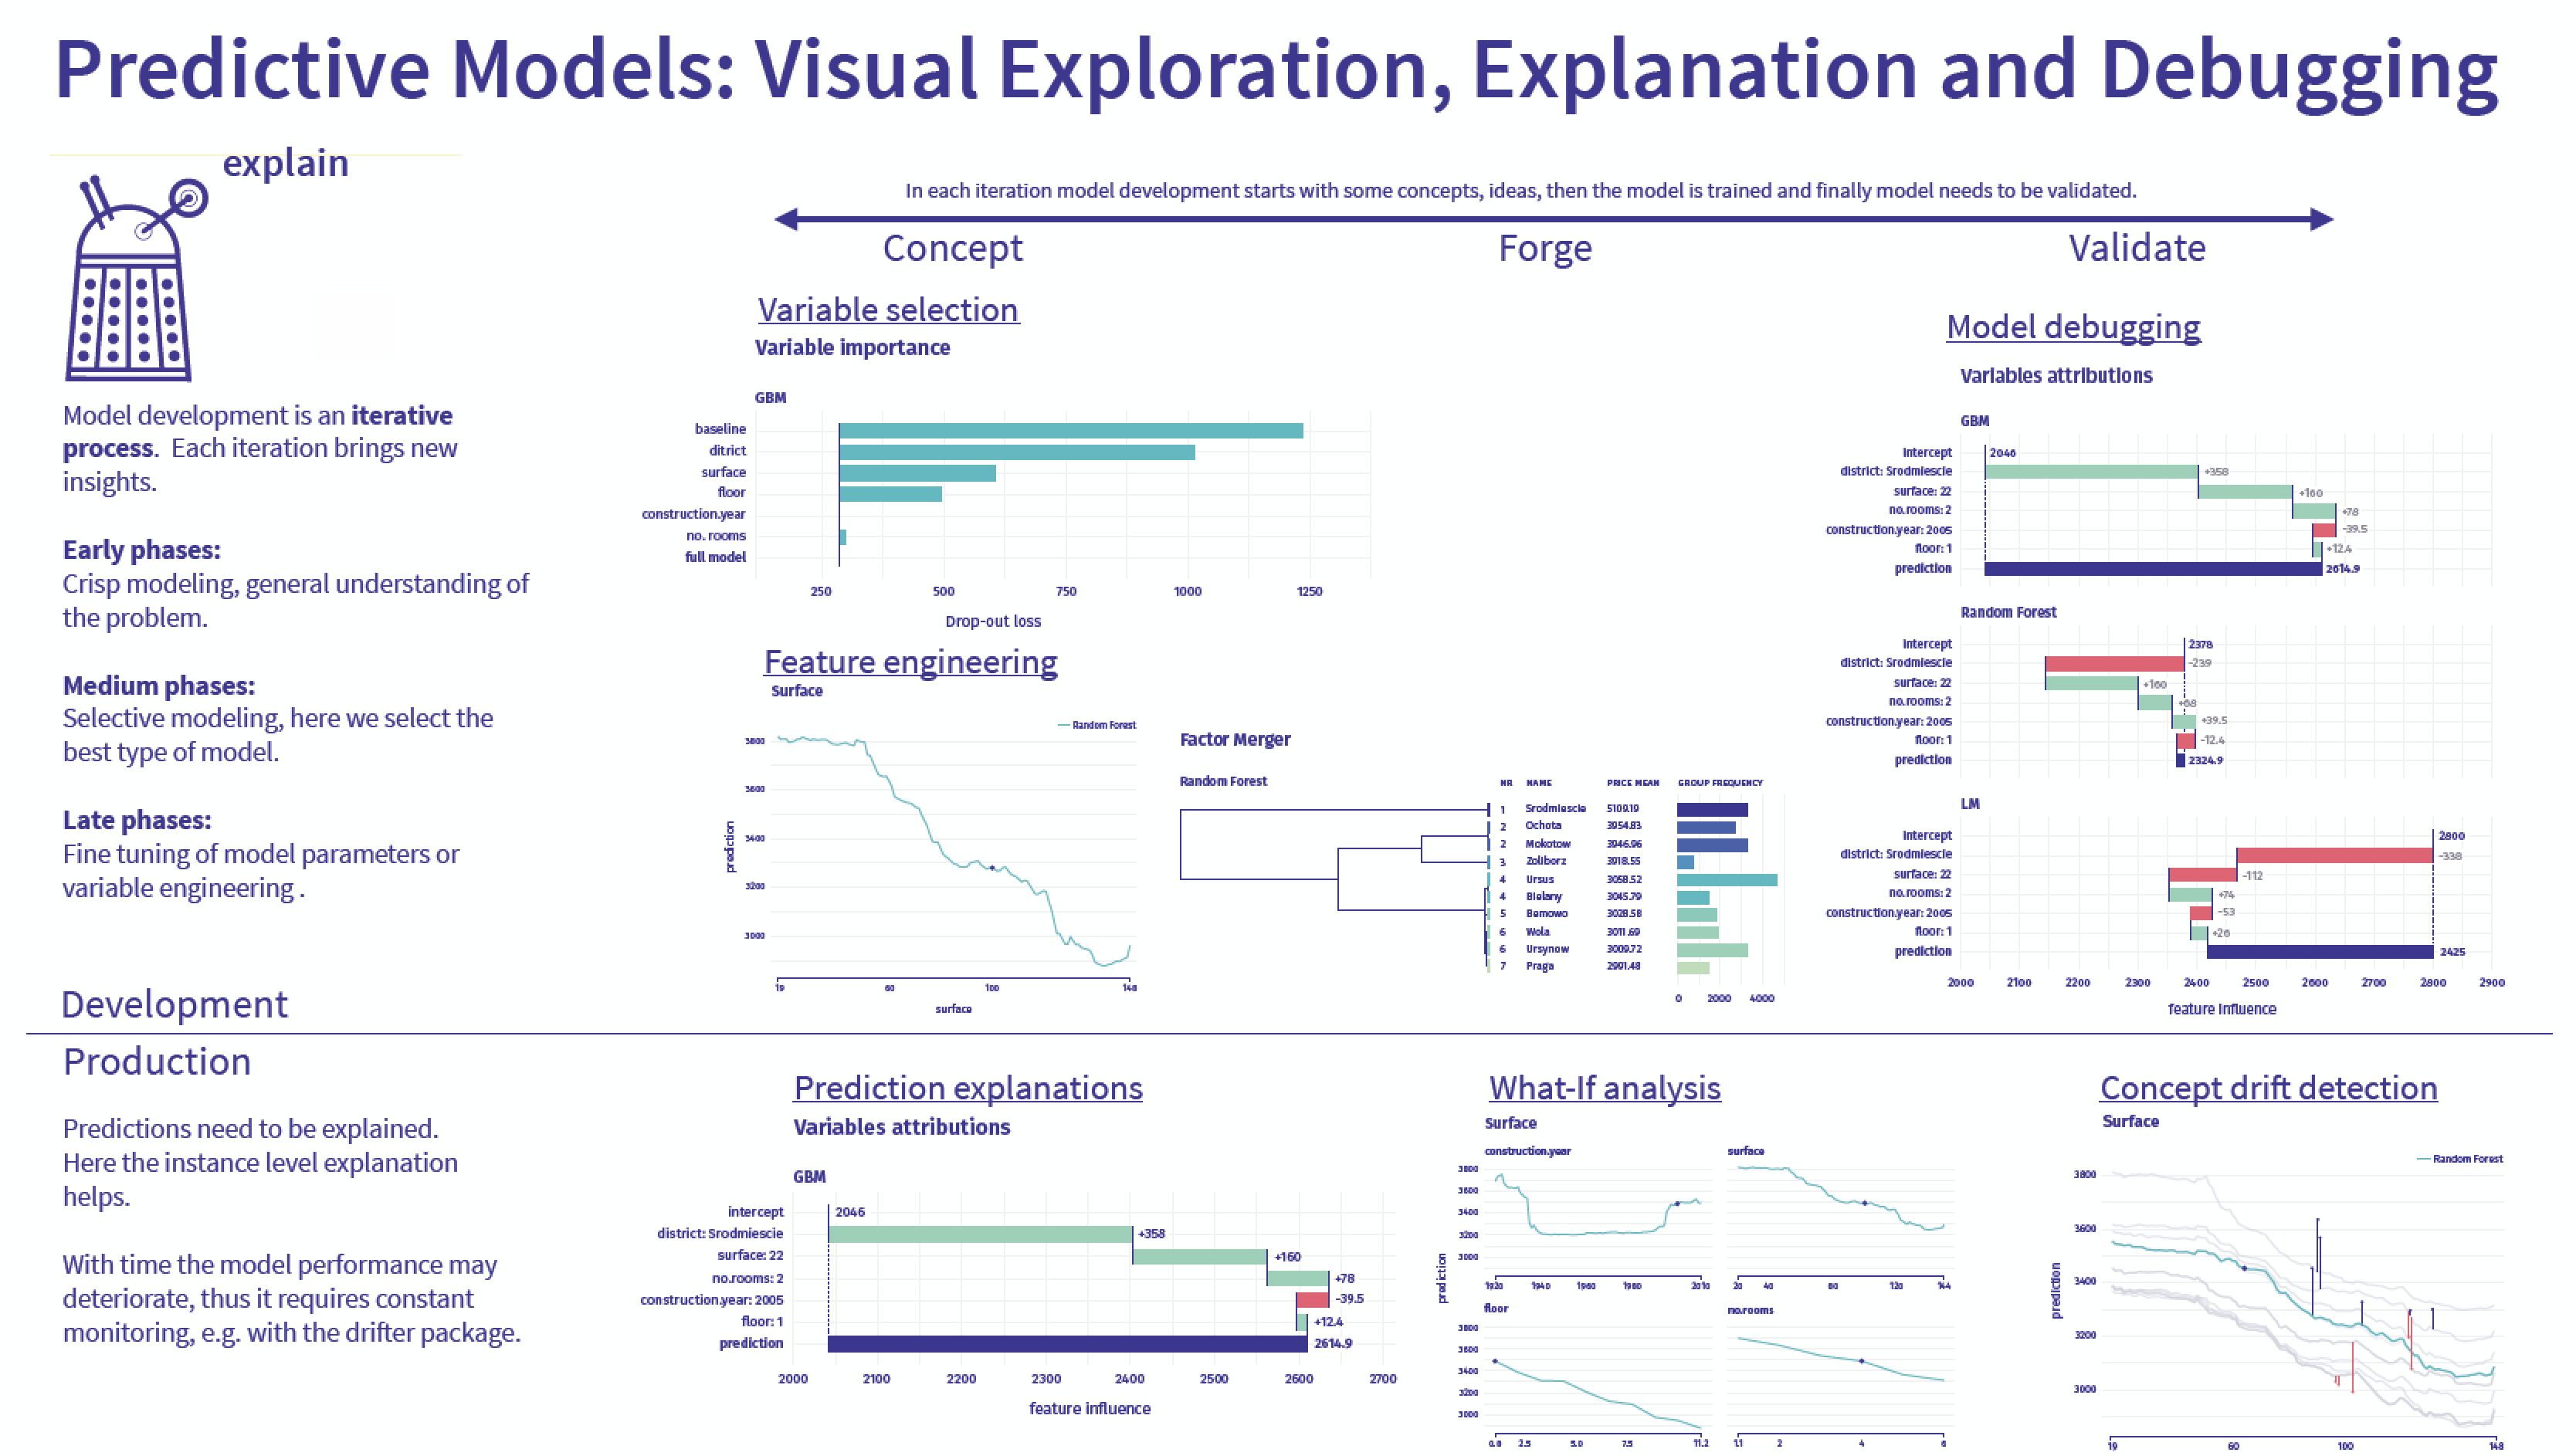 Predictive Models: Visual Exploration, Explanation and Debugging
explain
In each iteration model development starts with some concepts, ideas, then the model is trained and finally model needs to be validated.
Concept
Forge
Validate
Model development is an iterative
process. Each iteration brings new
insights.
Early phases:
Crisp modeling, general understanding of
the problem.
Medium phases:
Selective modeling, here we select the
best type of model.
Late phases:
Fine tuning of model parameters or
variable engineering .
Development
Variable selection
Variable importance
GBM
baseline
ditrict
surface
floor
construction.year
no. rooms
full model
250 500 750 1000 1250
Drop-out loss
Feature engineering
Surface
Random Forest
3800
3600
3400
3200
3000
prediction
19 60 100 148
surface
Factor Merger
Random Forest
NR NAME PRICE MEAN GROUP FREQUENCY
1 Srodmiescie 5109.19
2 Ochota 3954.83
2 Mokotow 3946.96
3 Zoliborz 3918.55
4 Ursus 3058.52
4 Bielany 3045.79
5 Bemowo 3028.58
6 Wola 3011.69
6 Ursynow 3009.72
7 Praga 2991.48
0 2000 4000
Model debugging
Variables attributions
GBM
intercept 2046
district: Srodmiescie +358
surface: 22 +160
no.rooms: 2 +78
construction.year: 2005 -39.5
floor: 1 +12.4
prediction 2614.9
Random Forest
intercept 2378
district: Srodmiescie -239
surface: 22 +160
no.rooms: 2 +68
construction.year: 2005 +39.5
floor: 1 -12.4
prediction 2324.9
LM
intercept 2800
district: Srodmiescie -338
surface: 22 -112
no.rooms: 2 +74
construction.year: 2005 -53
floor: 1 +26
prediction 2425
2000 2100 2200 2300 2400 2500 2600 2700 2800 2900
feature influence
Production
Predictions need to be explained.
Here the instance level explanation
helps.
With time the model performance may
deteriorate, thus it requires constant
monitoring, e.g. with the drifter package.
Prediction explanations
Variables attributions
GBM
intercept 2046
district: Srodmiescie +358
surface: 22 +160
no.rooms: 2 +78
construction.year: 2005 -39.5
floor: 1 +12.4
prediction 2614.9
2000 2100 2200 2300 2400 2500 2600 2700
feature influence
What-If analysis
Surface
construction.year
3800
3600
3400
3200
3000
1920 1940 1960 1980 2010
surface
20 40 80 120 144
prediction
floor
3800
3600
3400
3200
3000
0.8 2.5 5.0 7.5 11.2
no.rooms
1.1 2 4 6
Concept drift detection
Surface
Random Forest
3800
3600
3400
3200
3000
prediction
19 60 100 148